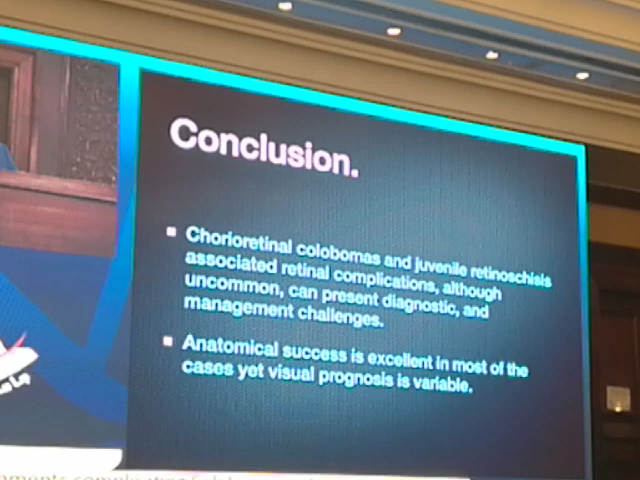 Conclusion.
Chorioretinal colobomas and juvenile retinoschisis
associated retinal complications, although
uncommon, can present diagnostic, and
management challenges.
Anatomical success is excellent in most of the
cases yet visual prognosis is variable.